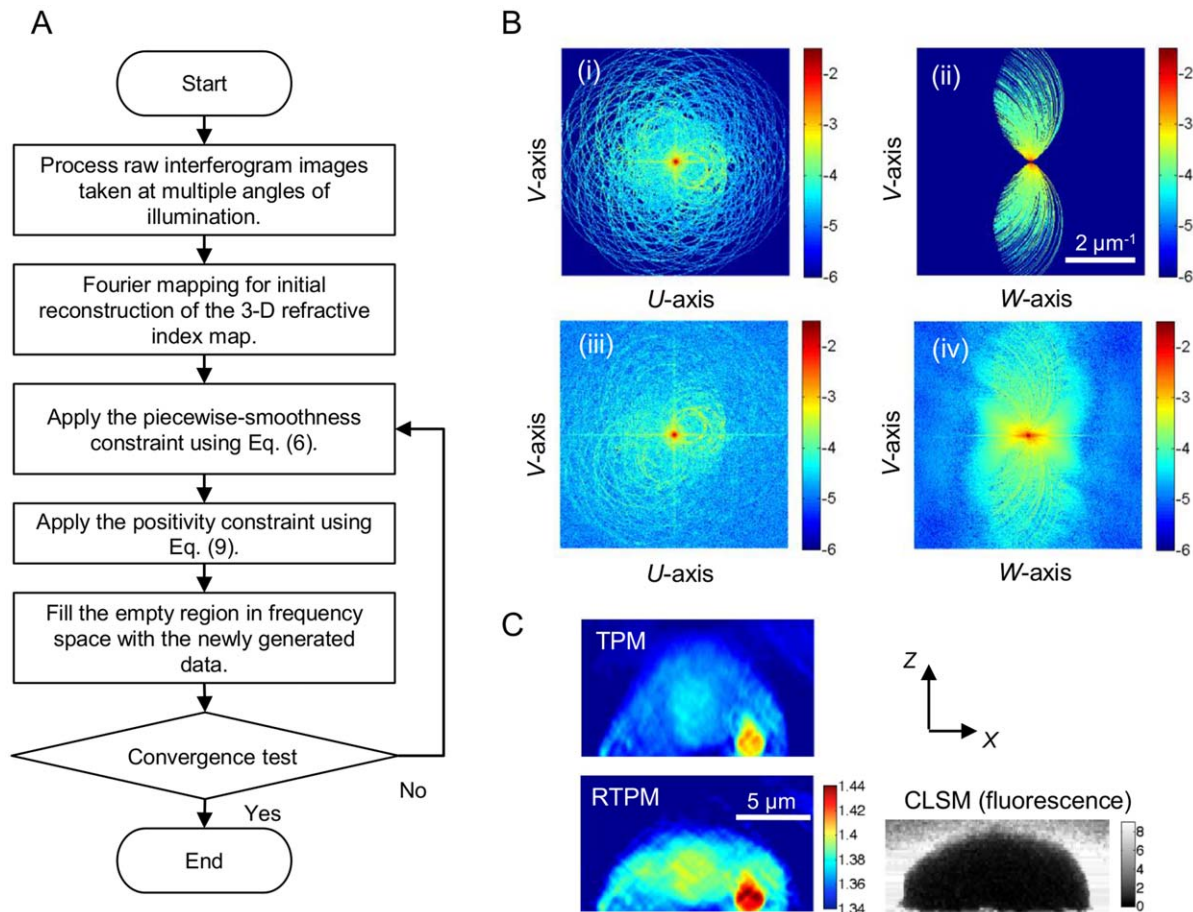 A
Start
Process raw interferogram images
taken at multiple angles of
illumination.
Fourier mapping for initial
reconstruction of the 3-D refractive
index map.
Apply the piecewise-smoothness
constraint using Eq. (6).
Apply the positivity constraint using
Eq. (9).
Fill the empty region in frequency
space with the newly generated
data.
Convergence test
No
Yes
End
B
(i)
V-axis
U-axis
-2
-3
-4
-5
-6
(ii)
V-axis
2 µm⁻¹
W-axis
-2
-3
-4
-5
-6
(iii)
V-axis
U-axis
-2
-3
-4
-5
-6
(iv)
V-axis
W-axis
-2
-3
-4
-5
-6
C
TPM
Z
X
RTPM
5 µm
1.44
1.42
1.4
1.38
1.36
1.34
CLSM (fluorescence)
8
6
4
2
0